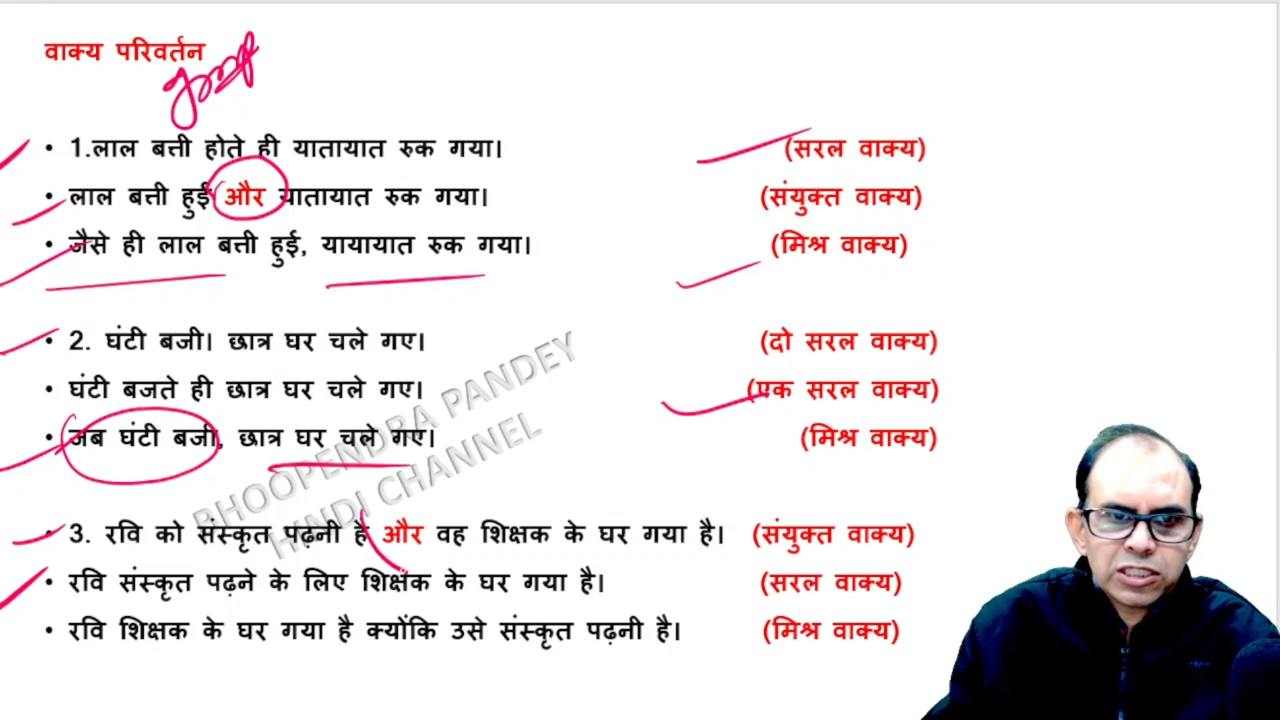 वाक्य परिवर्तन
• 1.लाल बत्ती होते ही यातायात रुक गया। (सरल वाक्य)
• लाल बत्ती हुई और यातायात रुक गया। (संयुक्त वाक्य)
• जैसे ही लाल बत्ती हुई, यायायात रुक गया। (मिश्र वाक्य)
• 2. घंटी बजी। छात्र घर चले गए। (दो सरल वाक्य)
• घंटी बजते ही छात्र घर चले गए। (एक सरल वाक्य)
• जब घंटी बजी, छात्र घर चले गए। (मिश्र वाक्य)
BHOOPENDRA PANDEY
HINDI CHANNEL
• 3. रवि को संस्कृत पढ़नी है और वह शिक्षक के घर गया है। (संयुक्त वाक्य)
• रवि संस्कृत पढ़ने के लिए शिक्षक के घर गया है। (सरल वाक्य)
• रवि शिक्षक के घर गया है क्योंकि उसे संस्कृत पढ़नी है। (मिश्र वाक्य)